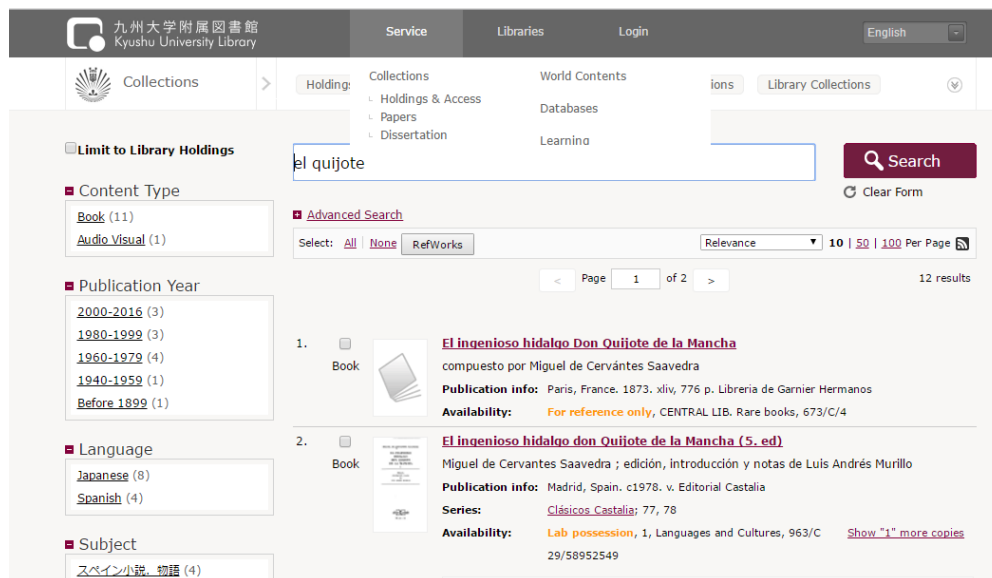 九州大学附属図書館
Kyushu University Library
Service
Libraries
Login
English
Collections
Holding
ions
Library Collections
Collections
Holdings & Access
Papers
Dissertation
World Contents
Databases
Learning
Limit to Library Holdings
el quijote
Search
Clear Form
Content Type
Book (11)
Audio Visual (1)
Advanced Search
Select: All None RefWorks
Relevance 10 | 50 | 100 Per Page
< Page 1 of 2 >
12 results
Publication Year
2000-2016 (3)
1980-1999 (3)
1960-1979 (4)
1940-1959 (1)
Before 1899 (1)
Language
Japanese (8)
Spanish (4)
Subject
スペイン小説. 物語 (4)
1.
Book
El ingenioso hidalgo Don Quijote de la Mancha
compuesto por Miguel de Cervántes Saavedra
Publication info: Paris, France. 1873. xliv, 776 p. Libreria de Garnier Hermanos
Availability: For reference only, CENTRAL LIB. Rare books, 673/C/4
2.
Book
El ingenioso hidalgo don Quijote de la Mancha (5. ed)
Miguel de Cervantes Saavedra ; edición, introducción y notas de Luis Andrés Murillo
Publication info: Madrid, Spain. c1978. v. Editorial Castalia
Series: Clásicos Castalia; 77, 78
Availability: Lab possession, 1, Languages and Cultures, 963/C
29/58952549
Show "1" more copies